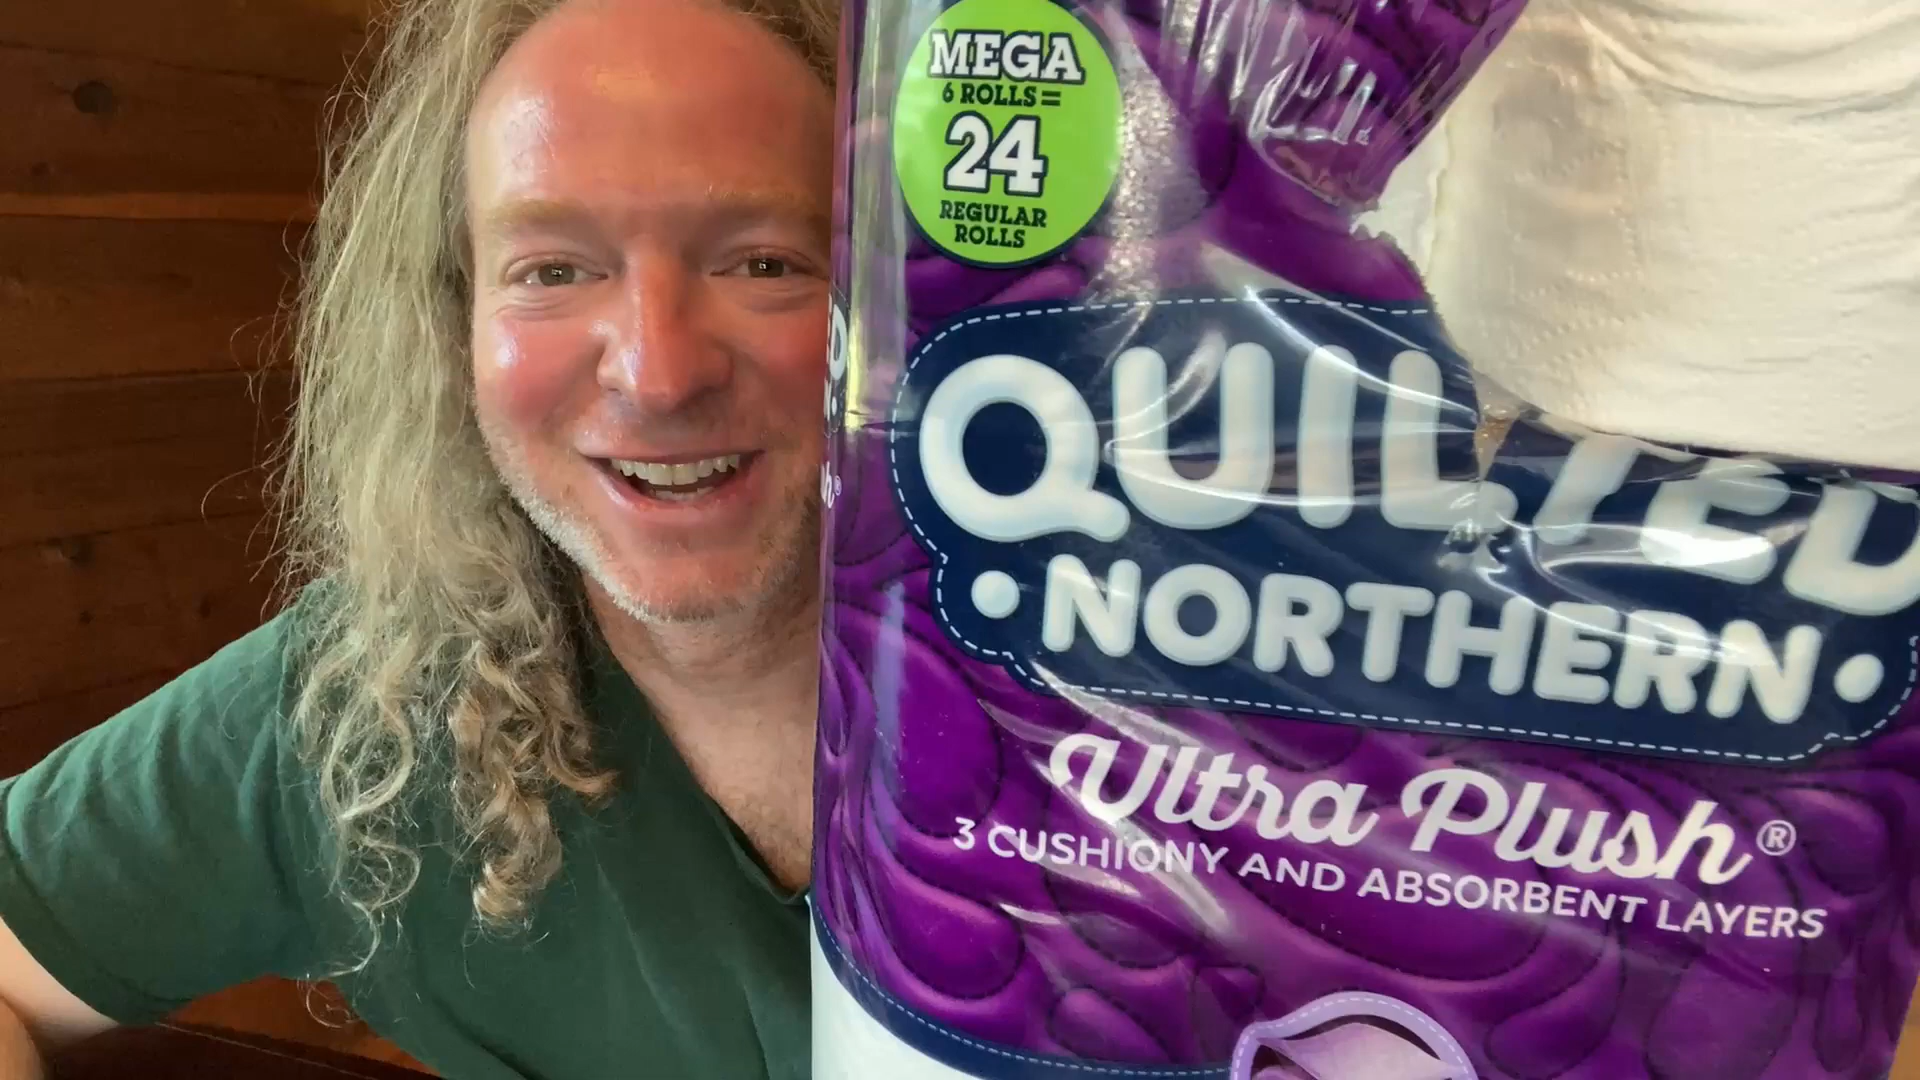 MEGA
6 ROLLS =
24
REGULAR
ROLLS
QUILTED
• NORTHERN •
Ultra Plush®
3 CUSHIONY AND ABSORBENT LAYERS